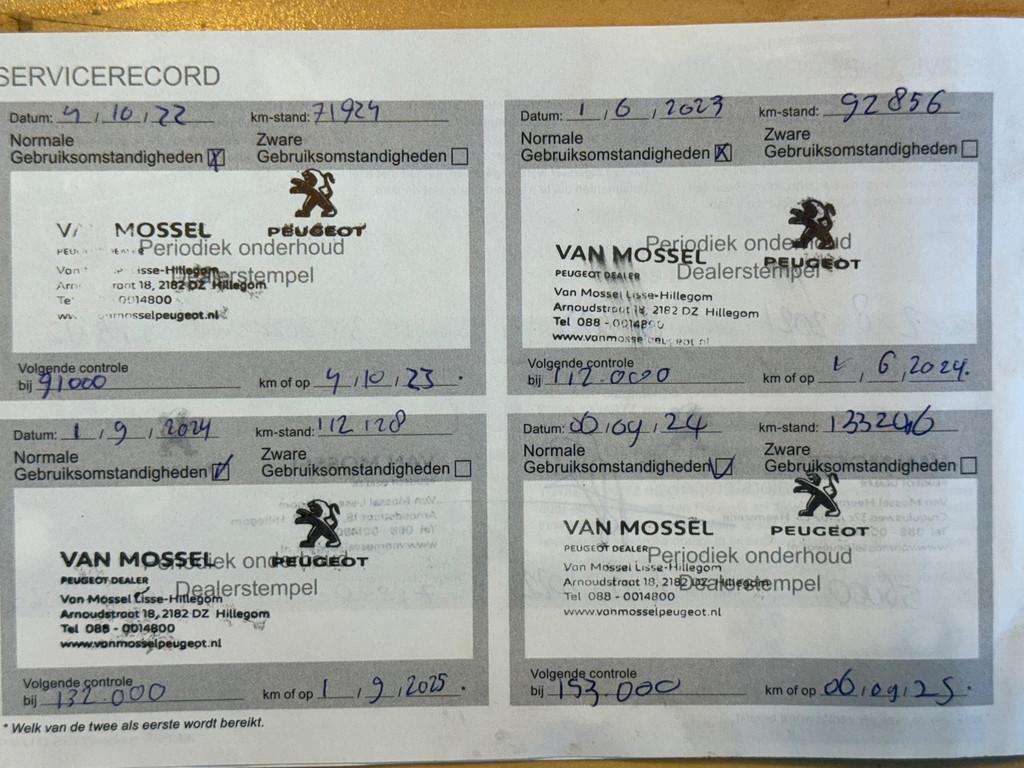 SERVICERECORD
Datum: 4 / 10 / 22 km-stand: 71924
Normale
Gebruiksomstandigheden
Zware
Gebruiksomstandigheden
MOSSEL PEUGEOT
Periodiek onderhoud
Dealerstempel
isse-Hillegom
18, 2182 DZ Hillegom
0014800
Volgende controle
bij 91000 km of op 4 / 10 / 23.
Datum: 1 / 6 / 2023 km-stand: 92856
Normale
Gebruiksomstandigheden
Zware
Gebruiksomstandigheden
VAN MOSSEL PEUGEOT
PEUGEOT DEALER
Periodiek onderhoud
Dealerstempel
Van Mossel Lisse-Hillegom
Arnoudstraat 18, 2182 DZ Hillegom
Tel 088 - 0014800
Volgende controle
bij 112.000 km of op 1 / 6 / 2024.
Datum: 1 / 9 / 2024 km-stand: 112 128
Normale
Gebruiksomstandigheden
Zware
Gebruiksomstandigheden
VAN MOSSEL PEUGEOT
PEUGEOT DEALER
Periodiek onderhoud
Dealerstempel
Van Mossel Lisse-Hillegom
Arnoudstraat 18, 2182 DZ Hillegom
Tel 088 - 0014800
www.vanmosselpeugeot.nl
Volgende controle
bij 132.000 km of op 1 / 9 / 2025.
Datum: 06 / 09 / 24 km-stand:
Normale
Gebruiksomstandigheden
Zware
Gebruiksomstandigheden
VAN MOSSEL PEUGEOT
PEUGEOT DEALER
Periodiek onderhoud
Dealerstempel
Van Mossel Lisse-Hillegom
Arnoudstraat 18, 2182 DZ Hillegom
Tel 088 - 0014800
www.vanmosselpeugeot.nl
Volgende controle
bij 153.000 km of op 06 / 09 / 25.
* Welk van de twee als eerste wordt bereikt.